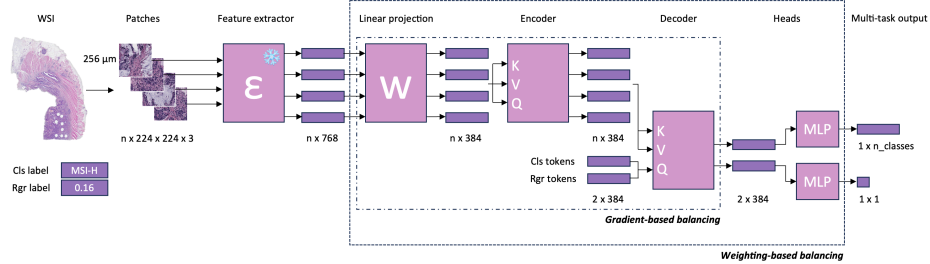 WSI
Patches
Feature extractor
Linear projection
Encoder
Decoder
Heads
Multi-task output
256 µm
ε
W
K
V
Q
K
V
Q
MLP
MLP
n x 224 x 224 x 3
n x 768
n x 384
n x 384
1 x n_classes
Cls label
MSI-H
Rgr label
0.16
Cls tokens
Rgr tokens
2 x 384
2 x 384
1 x 1
Gradient-based balancing
Weighting-based balancing